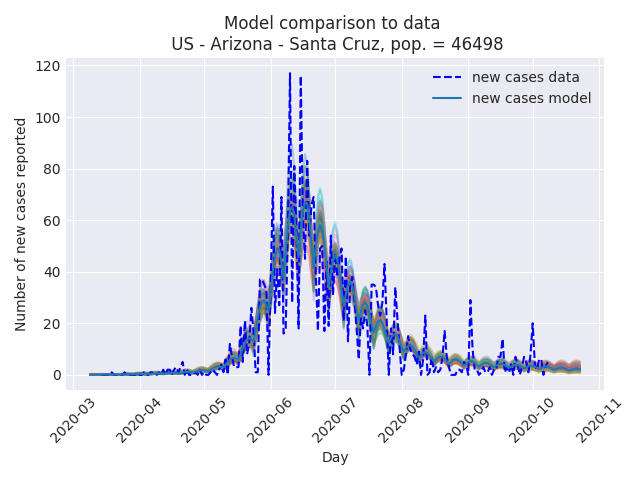 Model comparison to data
US - Arizona - Santa Cruz, pop. = 46498
120
100
80
60
40
20
0
Number of new cases reported
new cases data
new cases model
2020-03
2020-04
2020-05
2020-06
2020-07
2020-08
2020-09
2020-10
2020-11
Day